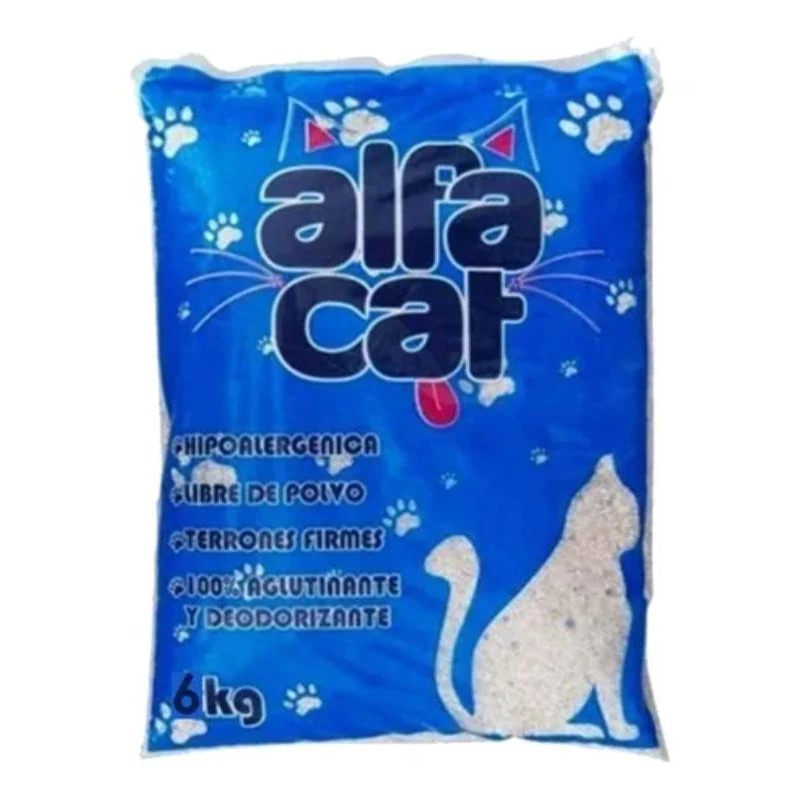 alfa
cat
HIPOALERGENICA
LIBRE DE POLVO
TERRONES FIRMES
100% AGLUTINANTE
Y DEODORIZANTE
6kg